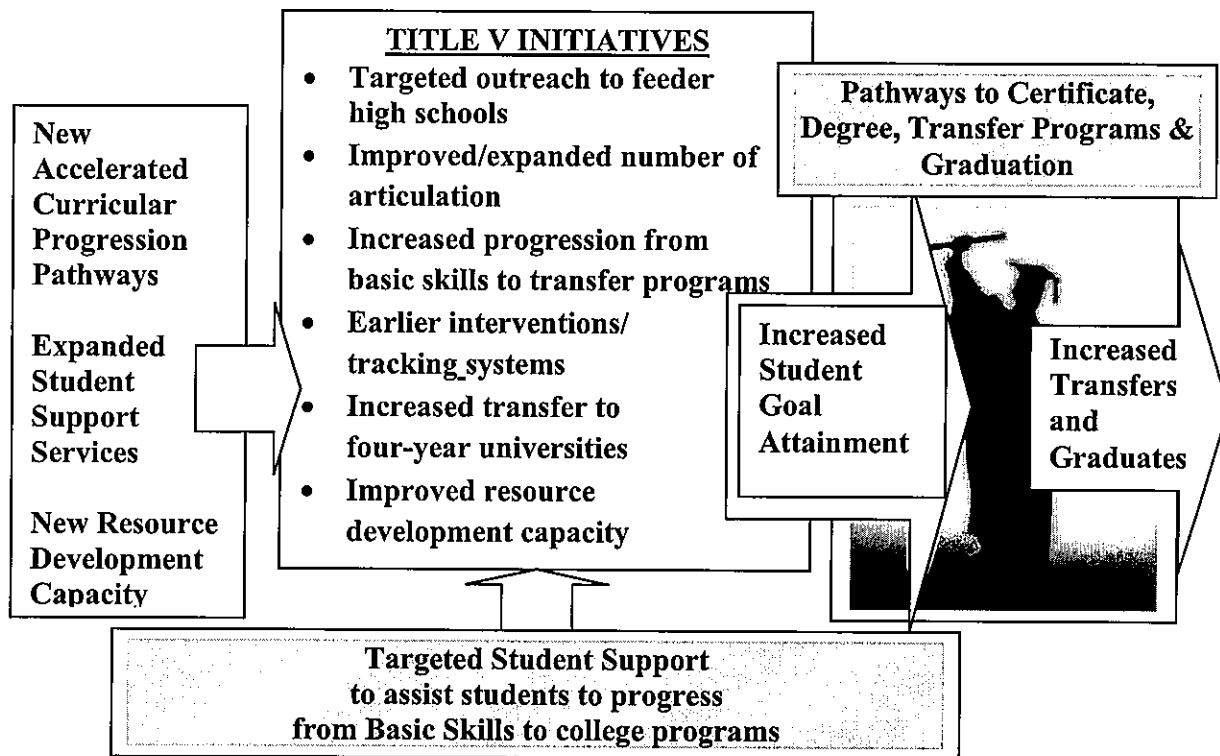 New
Accelerated
Curricular
Progression
Pathways
Expanded
Student
Support
Services
New Resource
Development
Capacity
TITLE V INITIATIVES
• Targeted outreach to feeder
high schools
• Improved/expanded number of
articulation
• Increased progression from
basic skills to transfer programs
• Earlier interventions/
tracking systems
• Increased transfer to
four-year universities
• Improved resource
development capacity
Targeted Student Support
to assist students to progress
from Basic Skills to college programs
Increased
Student
Goal
Attainment
Pathways to Certificate,
Degree, Transfer Programs &
Graduation
Increased
Transfers
and
Graduates